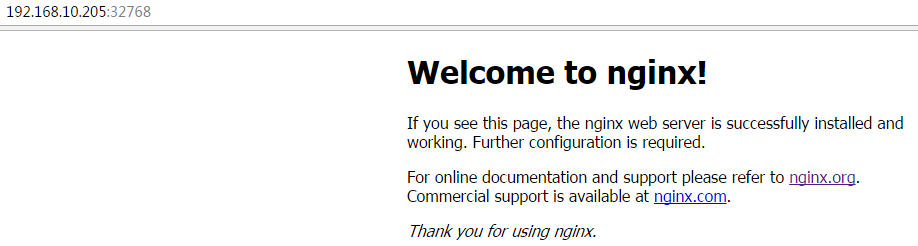 192.168.10.205:32768
Welcome to nginx!
If you see this page, the nginx web server is successfully installed and
working. Further configuration is required.
For online documentation and support please refer to nginx.org.
Commercial support is available at nginx.com.
Thank you for using nginx.